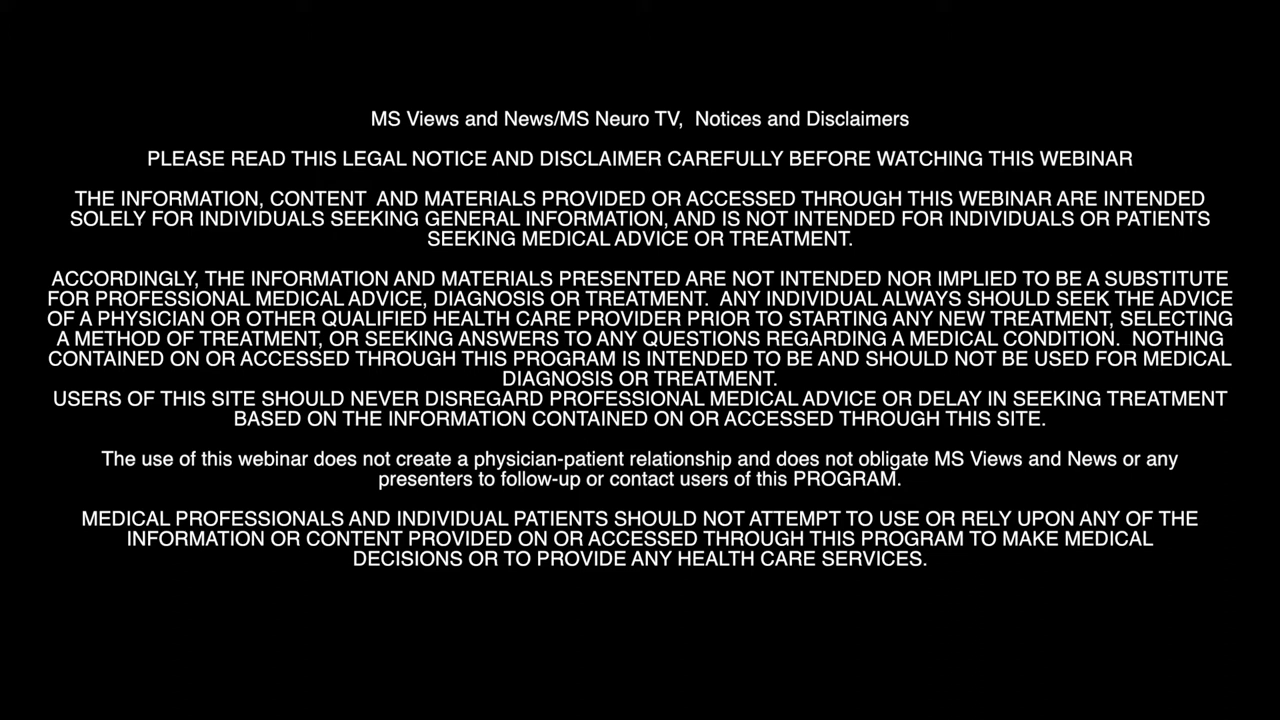 MS Views and News/MS Neuro TV,  Notices and Disclaimers
PLEASE READ THIS LEGAL NOTICE AND DISCLAIMER CAREFULLY BEFORE WATCHING THIS WEBINAR
THE INFORMATION, CONTENT  AND MATERIALS PROVIDED OR ACCESSED THROUGH THIS WEBINAR ARE INTENDED
SOLELY FOR INDIVIDUALS SEEKING GENERAL INFORMATION, AND IS NOT INTENDED FOR INDIVIDUALS OR PATIENTS
SEEKING MEDICAL ADVICE OR TREATMENT.
ACCORDINGLY, THE INFORMATION AND MATERIALS PRESENTED ARE NOT INTENDED NOR IMPLIED TO BE A SUBSTITUTE
FOR PROFESSIONAL MEDICAL ADVICE, DIAGNOSIS OR TREATMENT.  ANY INDIVIDUAL ALWAYS SHOULD SEEK THE ADVICE
OF A PHYSICIAN OR OTHER QUALIFIED HEALTH CARE PROVIDER PRIOR TO STARTING ANY NEW TREATMENT, SELECTING
A METHOD OF TREATMENT, OR SEEKING ANSWERS TO ANY QUESTIONS REGARDING A MEDICAL CONDITION.  NOTHING
CONTAINED ON OR ACCESSED THROUGH THIS PROGRAM IS INTENDED TO BE AND SHOULD NOT BE USED FOR MEDICAL
DIAGNOSIS OR TREATMENT.
USERS OF THIS SITE SHOULD NEVER DISREGARD PROFESSIONAL MEDICAL ADVICE OR DELAY IN SEEKING TREATMENT
BASED ON THE INFORMATION CONTAINED ON OR ACCESSED THROUGH THIS SITE.
The use of this webinar does not create a physician-patient relationship and does not obligate MS Views and News or any
presenters to follow-up or contact users of this PROGRAM.
MEDICAL PROFESSIONALS AND INDIVIDUAL PATIENTS SHOULD NOT ATTEMPT TO USE OR RELY UPON ANY OF THE
INFORMATION OR CONTENT PROVIDED ON OR ACCESSED THROUGH THIS PROGRAM TO MAKE MEDICAL
DECISIONS OR TO PROVIDE ANY HEALTH CARE SERVICES.